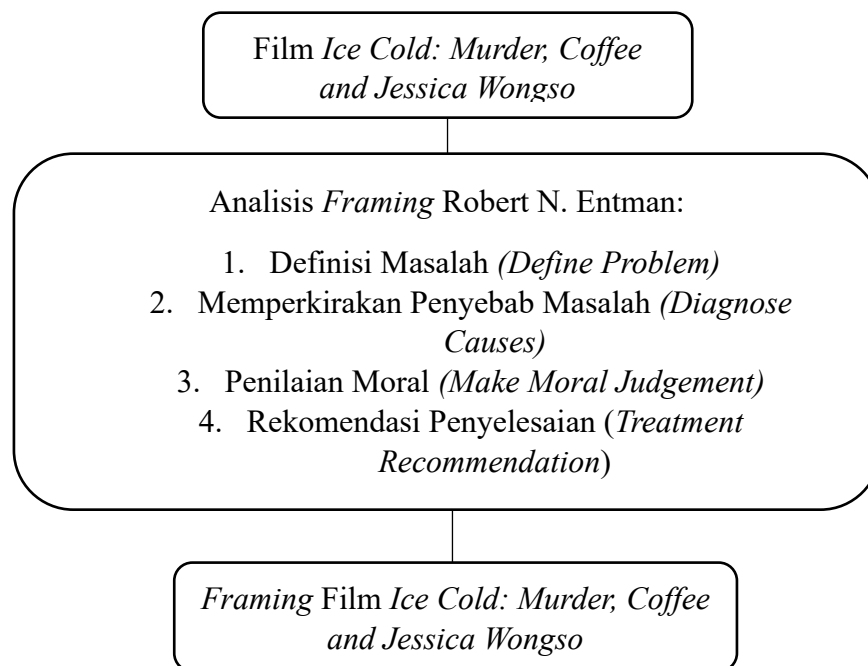 Film Ice Cold: Murder, Coffee
and Jessica Wongso
Analisis Framing Robert N. Entman:
1. Definisi Masalah (Define Problem)
2. Memperkirakan Penyebab Masalah (Diagnose
Causes)
3. Penilaian Moral (Make Moral Judgement)
4. Rekomendasi Penyelesaian (Treatment
Recommendation)
Framing Film Ice Cold: Murder, Coffee
and Jessica Wongso